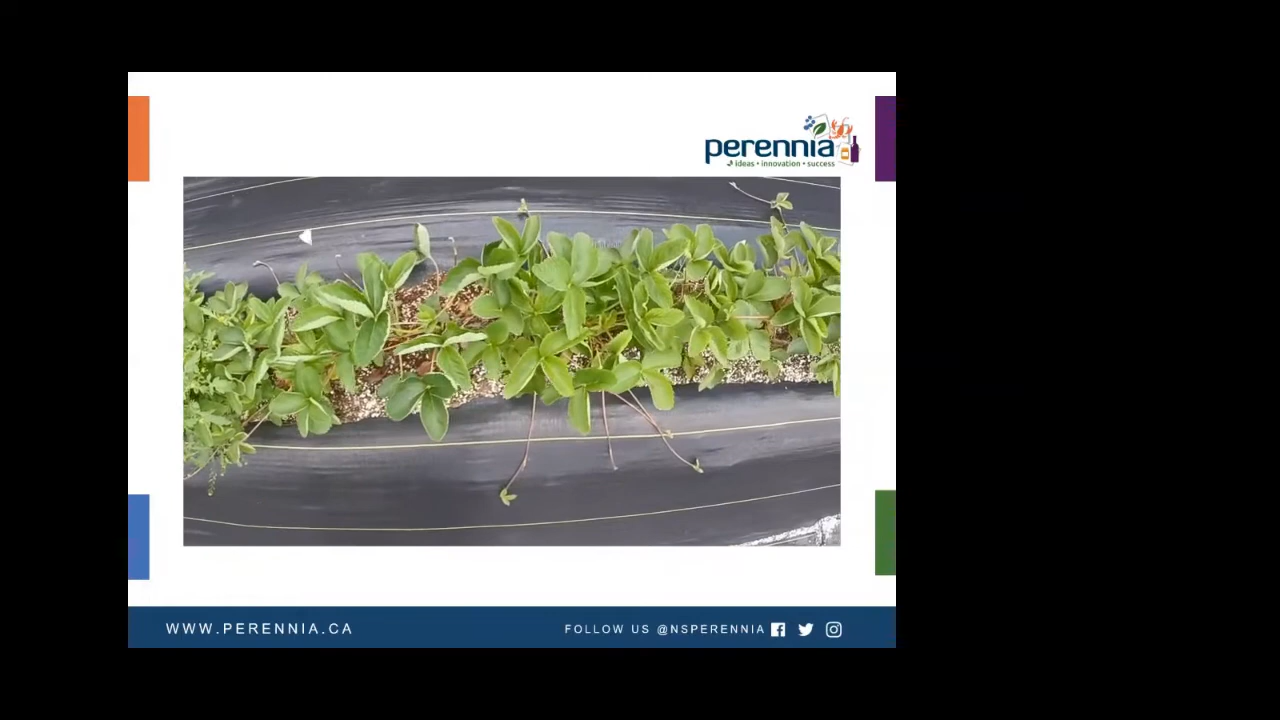 perennia
ideas • innovation • success
WWW.PERENNIA.CA
FOLLOW US @NSPERENNIA